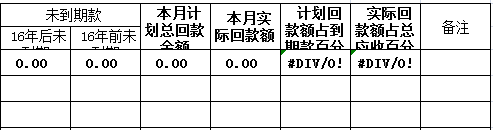 未到期款
16年后未
16年前未
本月计
划总回款
金额
本月实
际回款额
计划回
款额占到
期款百分
实际回
款额占总
应收百分
备注
0.00
0.00
0.00
0.00
#DIV/0!
#DIV/0!